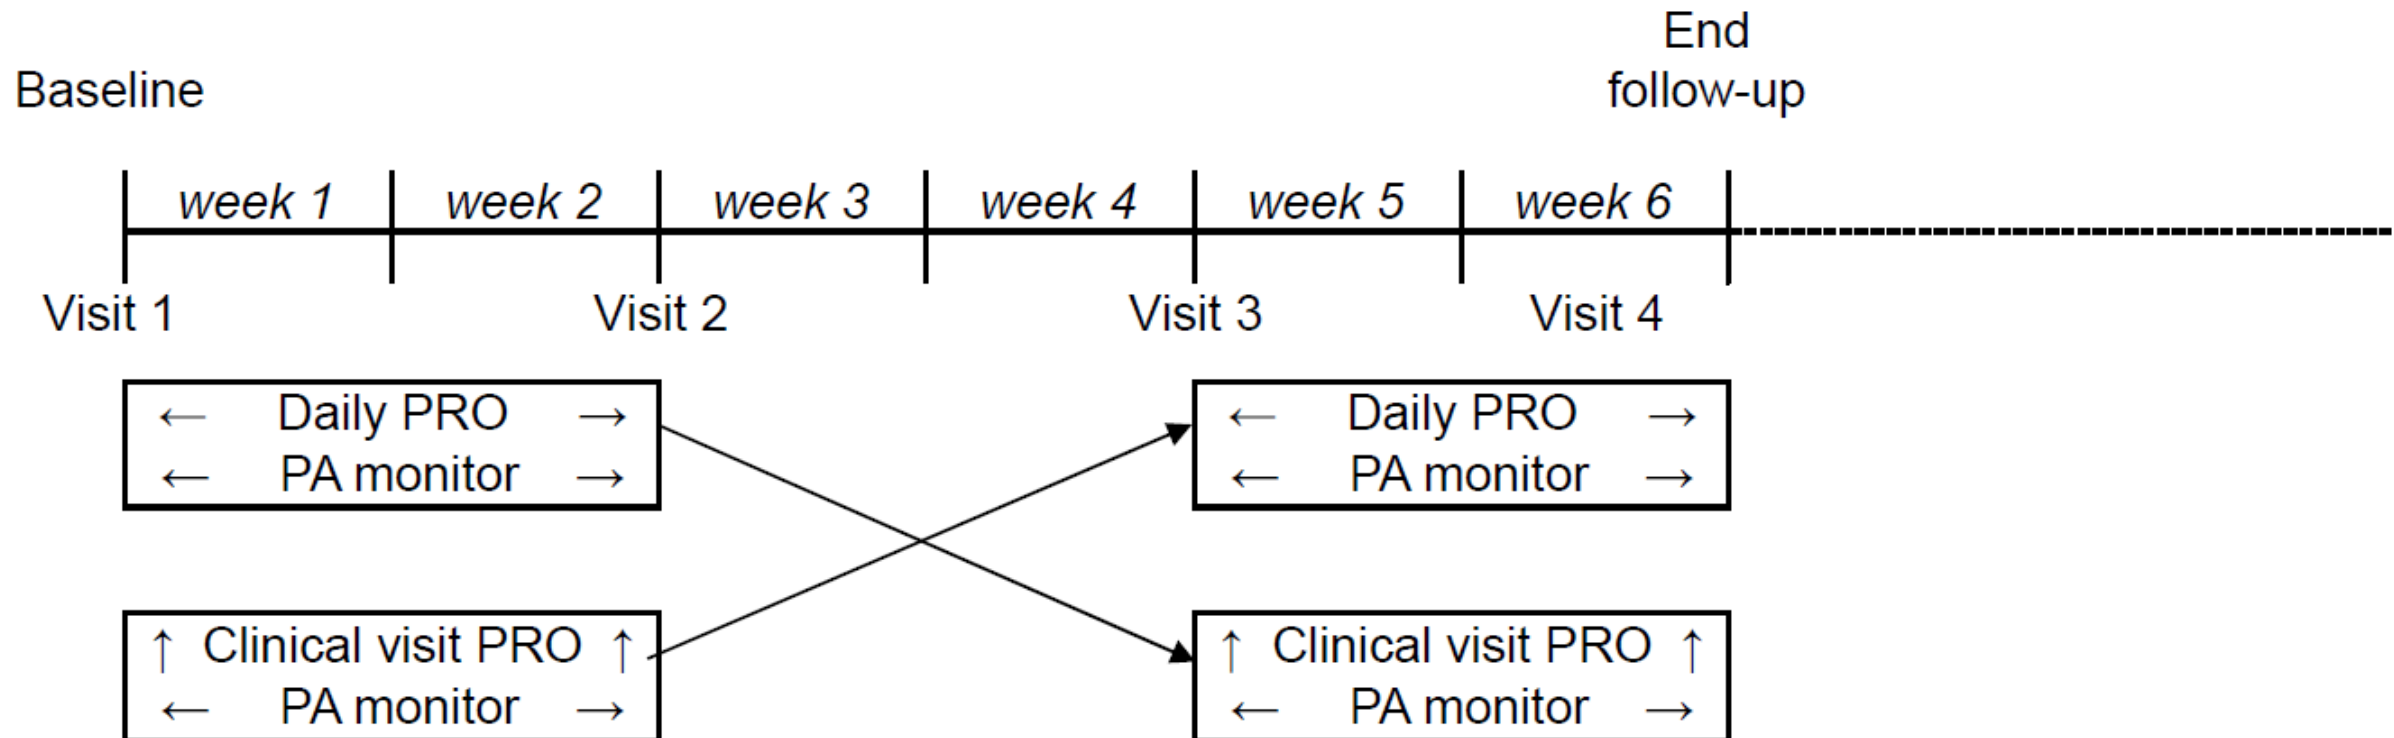 End
Baseline follow-up
week 1 week 2 week 3 week 4 week 5 week 6
Visit 1 Visit 2 Visit 3 Visit 4
← Daily PRO → ← Daily PRO →
← PA monitor → ← PA monitor →
↑ Clinical visit PRO ↑ ↑ Clinical visit PRO ↑
← PA monitor → ← PA monitor →